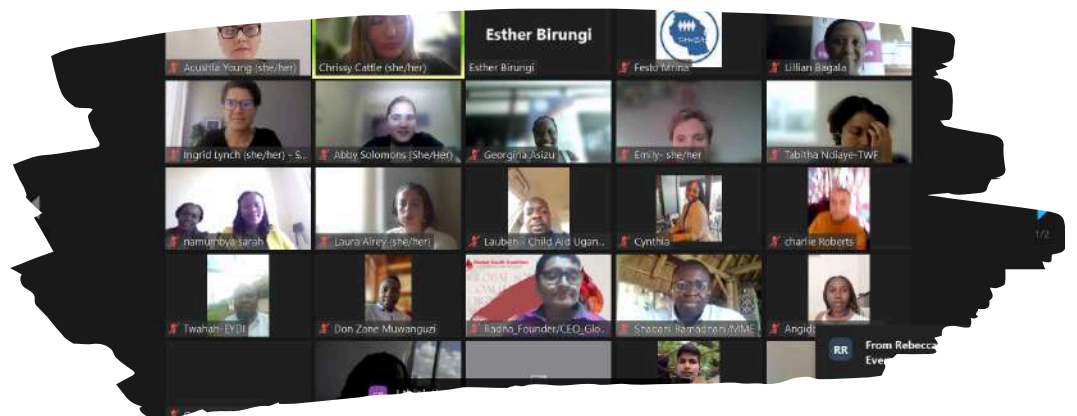 Acushla Young (she/her)
Chrissy Cattle (she/her)
Esther Birungi
Esther Birungi
Festo Mrina
Lillian Bagala
Ingrid Lynch (she/her) - S...
Abby Solomons (She/Her)
Georgina Asizu
Emily- she/her
Tabitha Ndiaye-TWF
namumbya sarah
Laura Alrey (she/her)
Lauben - Child Aid Ugan...
Cynthia
charlie Roberts
1/2
Twahah-EYDI
Don Zane Muwanguzi
Radha_Founder/CEO_Glo...
Shabani Ramadhani/MME
RR
From Rebecca